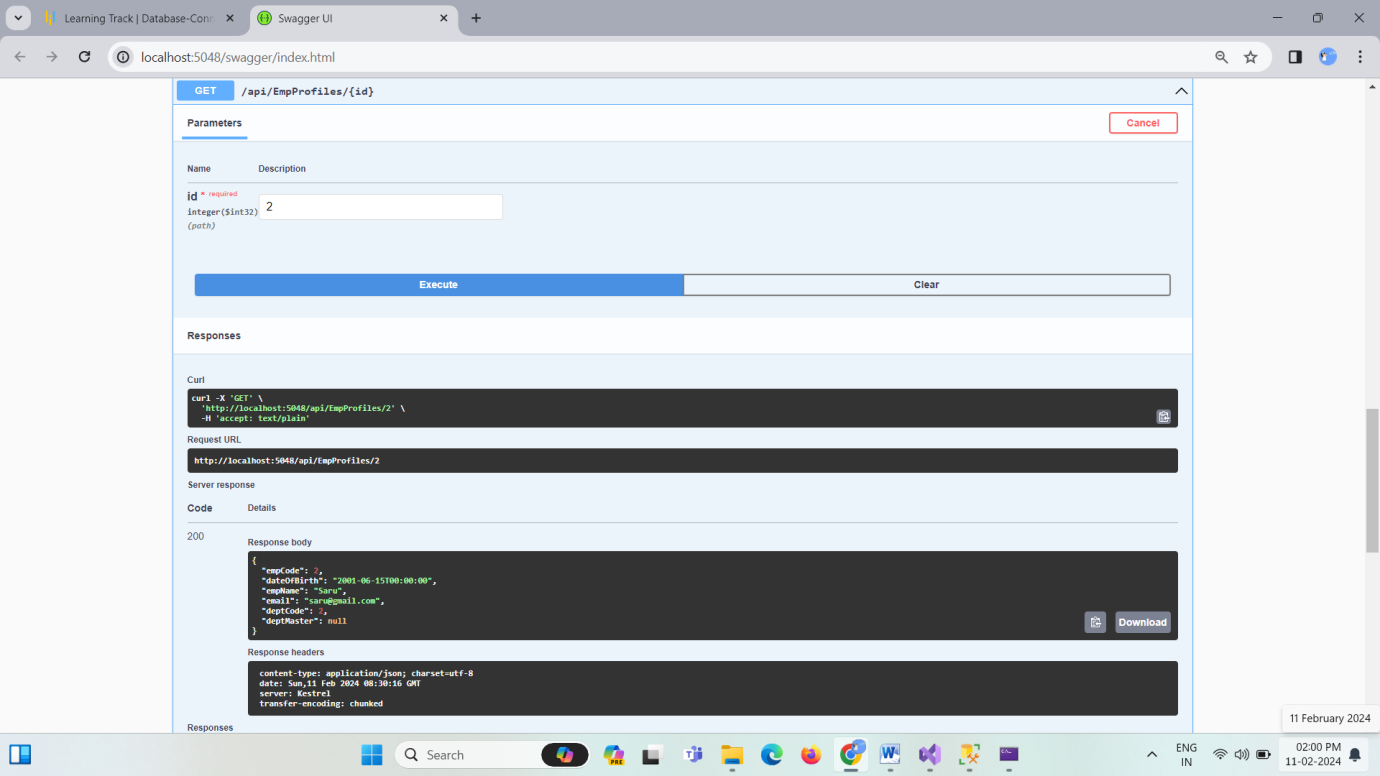 Learning Track | Database-Conn
Swagger UI
localhost:5048/swagger/index.html
GET /api/EmpProfiles/{id}
Parameters
Cancel
Name Description
id * required
integer($int32)
(path)
2
Execute Clear
Responses
Curl
curl -X 'GET' \
'http://localhost:5048/api/EmpProfiles/2' \
-H 'accept: text/plain'
Request URL
http://localhost:5048/api/EmpProfiles/2
Server response
Code Details
200
Response body
{
"empCode": 2,
"dateOfBirth": "2001-06-15T00:00:00",
"empName": "Saru",
"email": "saru@gmail.com",
"deptCode": 2,
"deptMaster": null
}
Download
Response headers
content-type: application/json; charset=utf-8
date: Sun,11 Feb 2024 08:30:16 GMT
server: Kestrel
transfer-encoding: chunked
Responses
11 February 2024
Search
PRE
ENG
IN
02:00 PM
11-02-2024